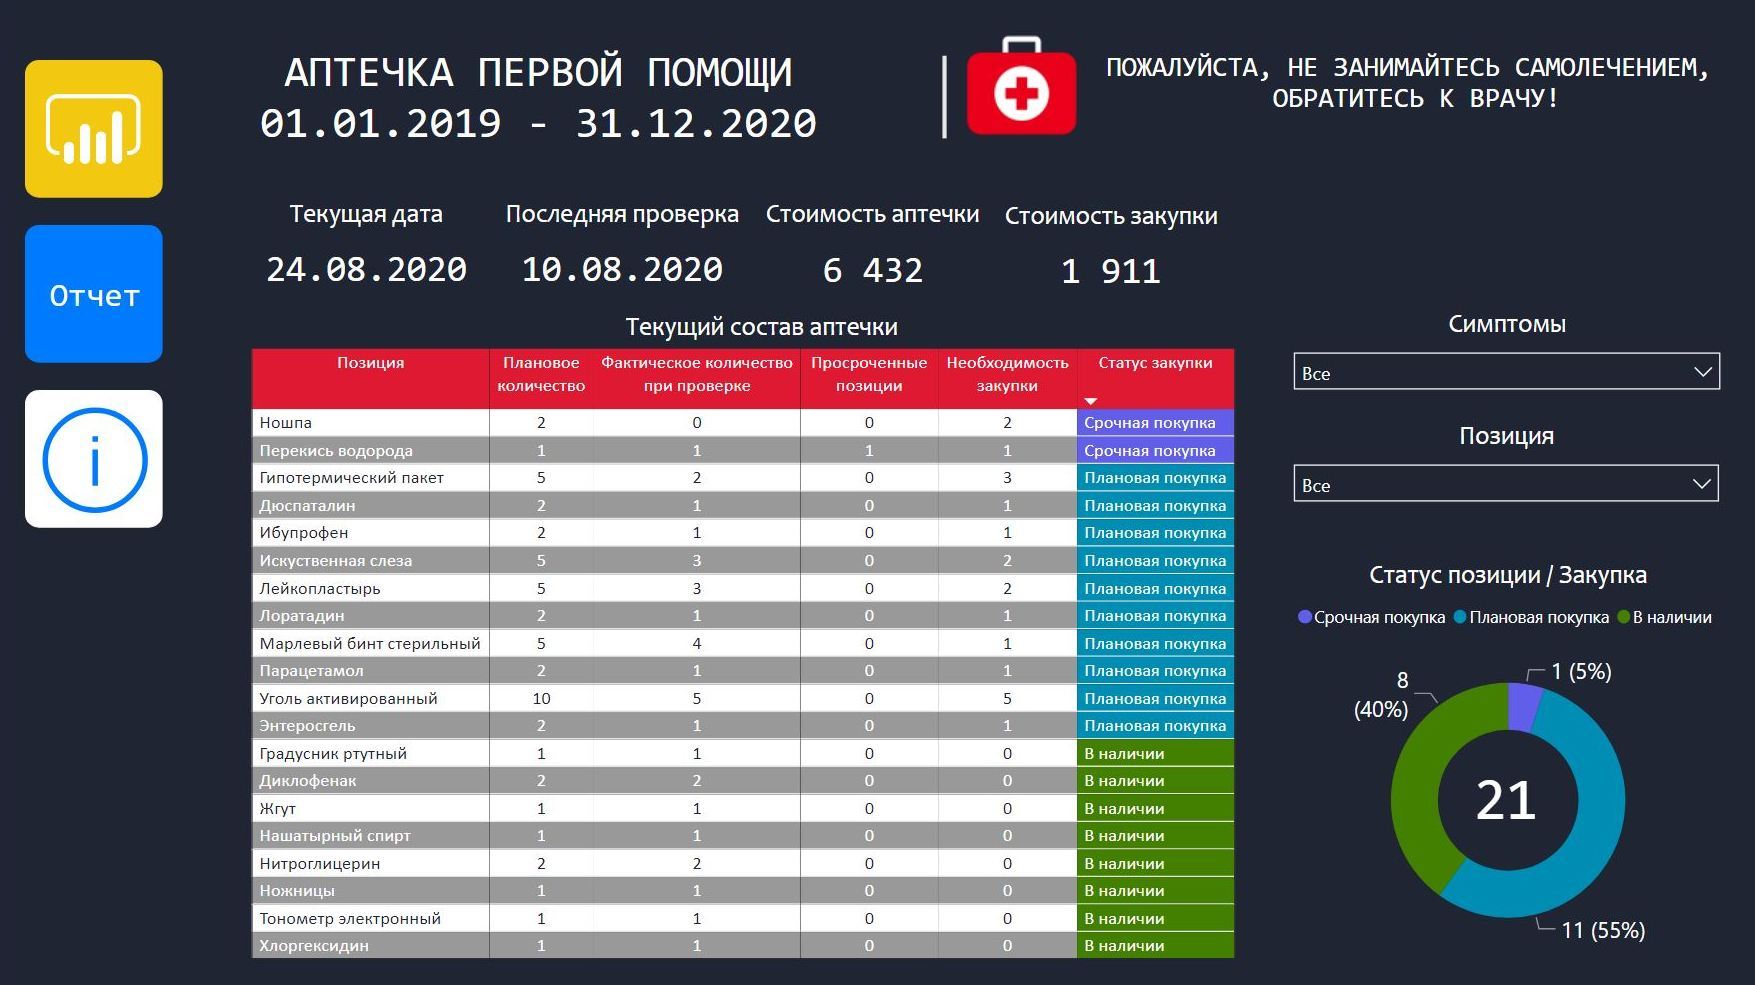 АПТЕЧКА ПЕРВОЙ ПОМОЩИ
01.01.2019 - 31.12.2020
ПОЖАЛУЙСТА, НЕ ЗАНИМАЙТЕСЬ САМОЛЕЧЕНИЕМ,
ОБРАТИТЕСЬ К ВРАЧУ!
Отчет
i
Текущая дата Последняя проверка Стоимость аптечки Стоимость закупки
24.08.2020 10.08.2020 6 432 1 911
Текущий состав аптечки
Позиция Плановое количество Фактическое количество при проверке Просроченные позиции Необходимость закупки Статус закупки
Ношпа 2 0 0 2 Срочная покупка
Перекись водорода 1 1 1 1 Срочная покупка
Гипотермический пакет 5 2 0 3 Плановая покупка
Дюспаталин 2 1 0 1 Плановая покупка
Ибупрофен 2 1 0 1 Плановая покупка
Искуственная слеза 5 3 0 2 Плановая покупка
Лейкопластырь 5 3 0 2 Плановая покупка
Лоратадин 2 1 0 1 Плановая покупка
Марлевый бинт стерильный 5 4 0 1 Плановая покупка
Парацетамол 2 1 0 1 Плановая покупка
Уголь активированный 10 5 0 5 Плановая покупка
Энтеросгель 2 1 0 1 Плановая покупка
Градусник ртутный 1 1 0 0 В наличии
Диклофенак 2 2 0 0 В наличии
Жгут 1 1 0 0 В наличии
Нашатырный спирт 1 1 0 0 В наличии
Нитроглицерин 2 2 0 0 В наличии
Ножницы 1 1 0 0 В наличии
Тонометр электронный 1 1 0 0 В наличии
Хлоргексидин 1 1 0 0 В наличии
Симптомы
Все
Позиция
Все
Статус позиции / Закупка
Срочная покупка Плановая покупка В наличии
1 (5%)
8
(40%)
21
11 (55%)